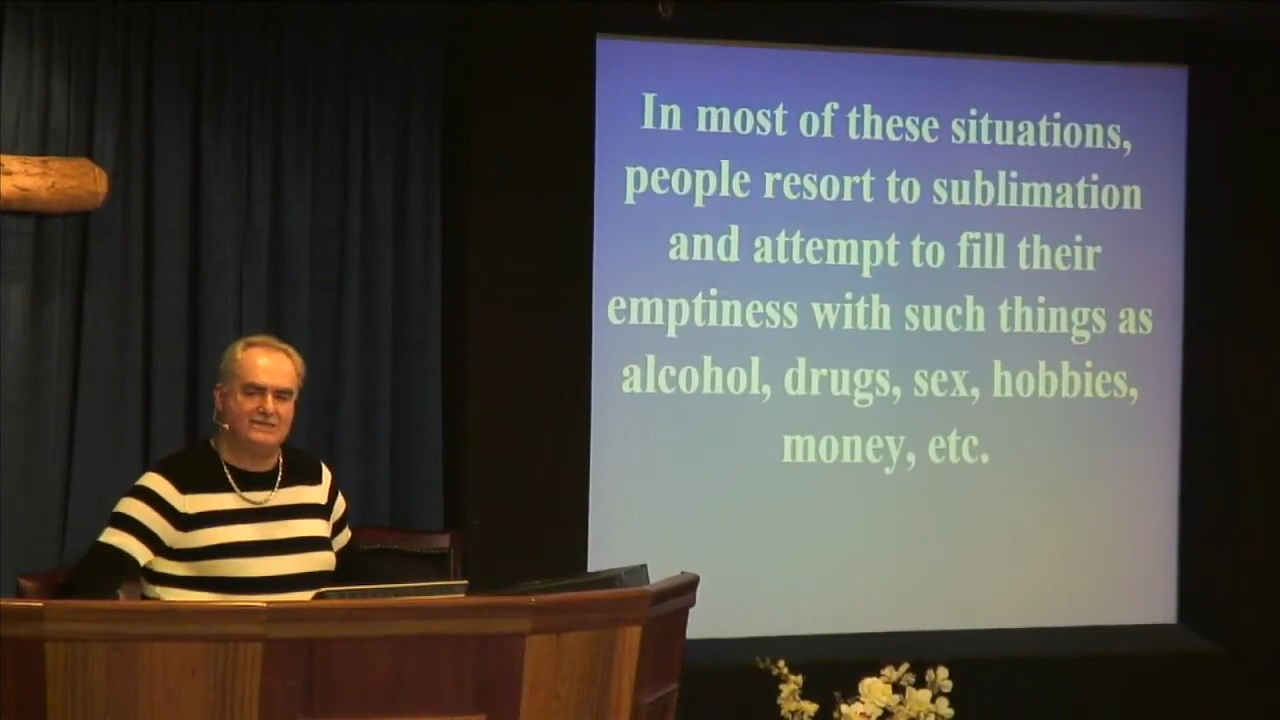 In most of these situations,
people resort to sublimation
and attempt to fill their
emptiness with such things as
alcohol, drugs, sex, hobbies,
money, etc.